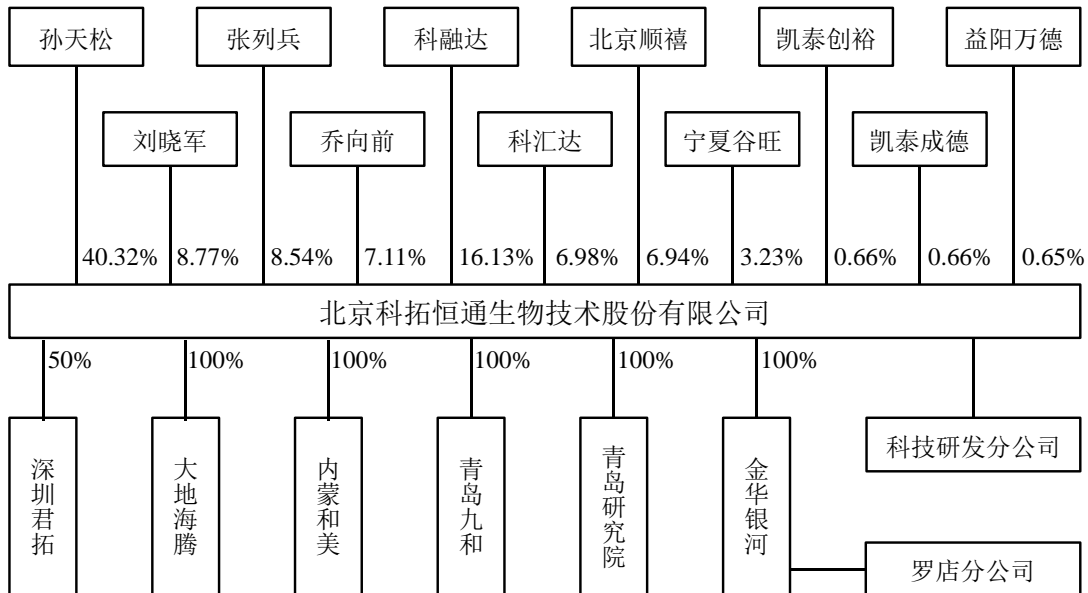 孙天松
张列兵
科融达
北京顺禧
凯泰创裕
益阳万德
刘晓军
乔向前
科汇达
宁夏谷旺
凯泰成德
40.32%
8.77%
8.54%
7.11%
16.13%
6.98%
6.94%
3.23%
0.66%
0.66%
0.65%
北京科拓恒通生物技术股份有限公司
50%
100%
100%
100%
100%
100%
深圳君拓
大地海腾
内蒙和美
青岛九和
青岛研究院
金华银河
科技研发分公司
罗店分公司